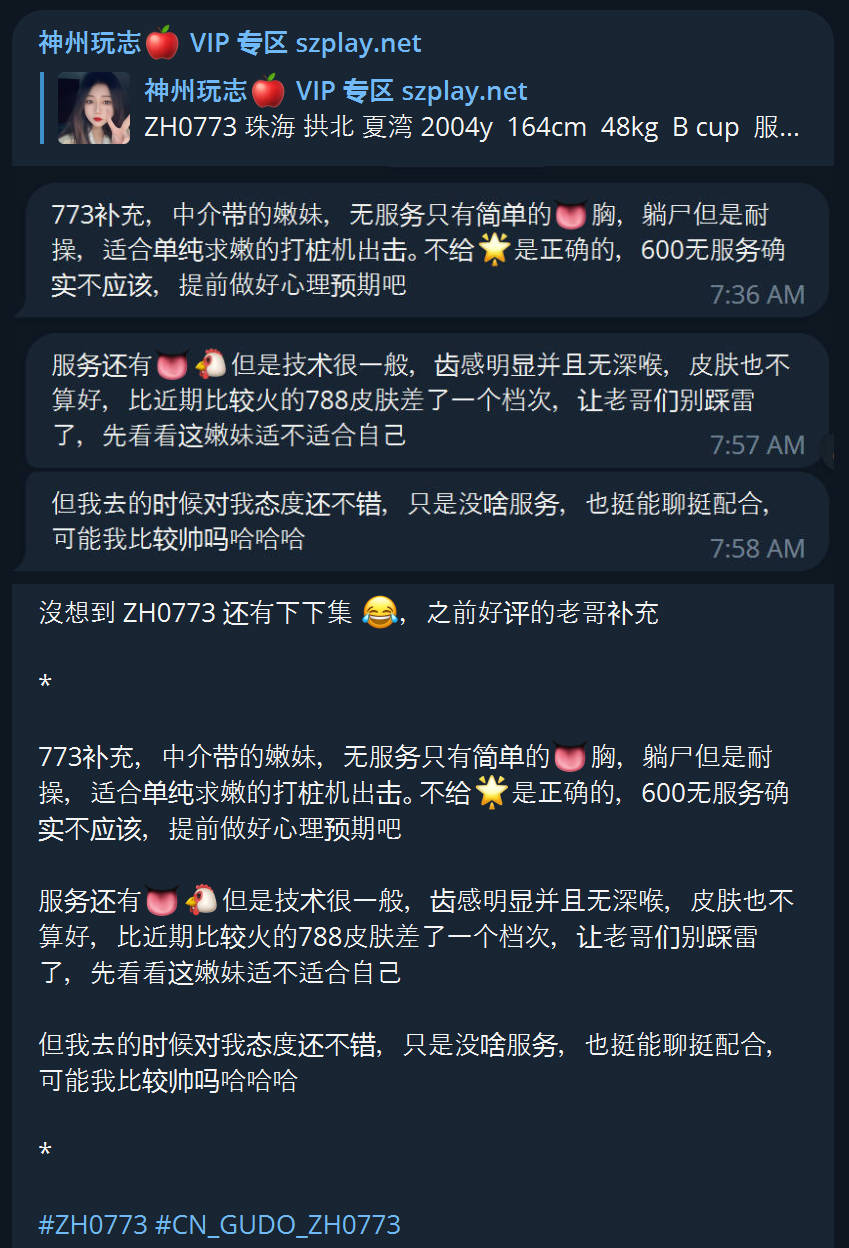 神州玩志🍎 VIP 专区 szplay.net
神州玩志🍎 VIP 专区 szplay.net
ZH0773 珠海 拱北 夏湾 2004y 164cm 48kg B cup 服...
773补充，中介带的嫩妹，无服务只有简单的👅胸，躺尸但是耐
操，适合单纯求嫩的打桩机出击。不给🌟是正确的，600无服务确
实不应该，提前做好心理预期吧
7:36 AM
服务还有👅🐔但是技术很一般，齿感明显并且无深喉，皮肤也不
算好，比近期比较火的788皮肤差了一个档次，让老哥们别踩雷
了，先看看这嫩妹适不适合自己
7:57 AM
但我去的时候对我态度还不错，只是没啥服务，也挺能聊挺配合，
可能我比较帅吗哈哈哈
7:58 AM
沒想到 ZH0773 还有下下集 😂，之前好评的老哥补充
*
773补充，中介带的嫩妹，无服务只有简单的👅胸，躺尸但是耐
操，适合单纯求嫩的打桩机出击。不给🌟是正确的，600无服务确
实不应该，提前做好心理预期吧
服务还有👅🐔但是技术很一般，齿感明显并且无深喉，皮肤也不
算好，比近期比较火的788皮肤差了一个档次，让老哥们别踩雷
了，先看看这嫩妹适不适合自己
但我去的时候对我态度还不错，只是没啥服务，也挺能聊挺配合，
可能我比较帅吗哈哈哈
*
#ZH0773 #CN_GUDO_ZH0773